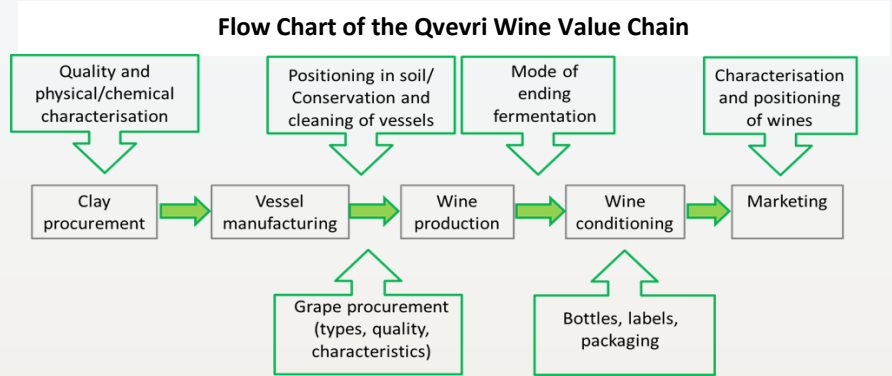 Flow Chart of the Qvevri Wine Value Chain
Quality and
physical/chemical
characterisation
Positioning in soil/
Conservation and
cleaning of vessels
Mode of
ending
fermentation
Characterisation
and positioning
of wines
Clay
procurement
Vessel
manufacturing
Wine
production
Wine
conditioning
Marketing
Grape procurement
(types, quality,
characteristics)
Bottles, labels,
packaging